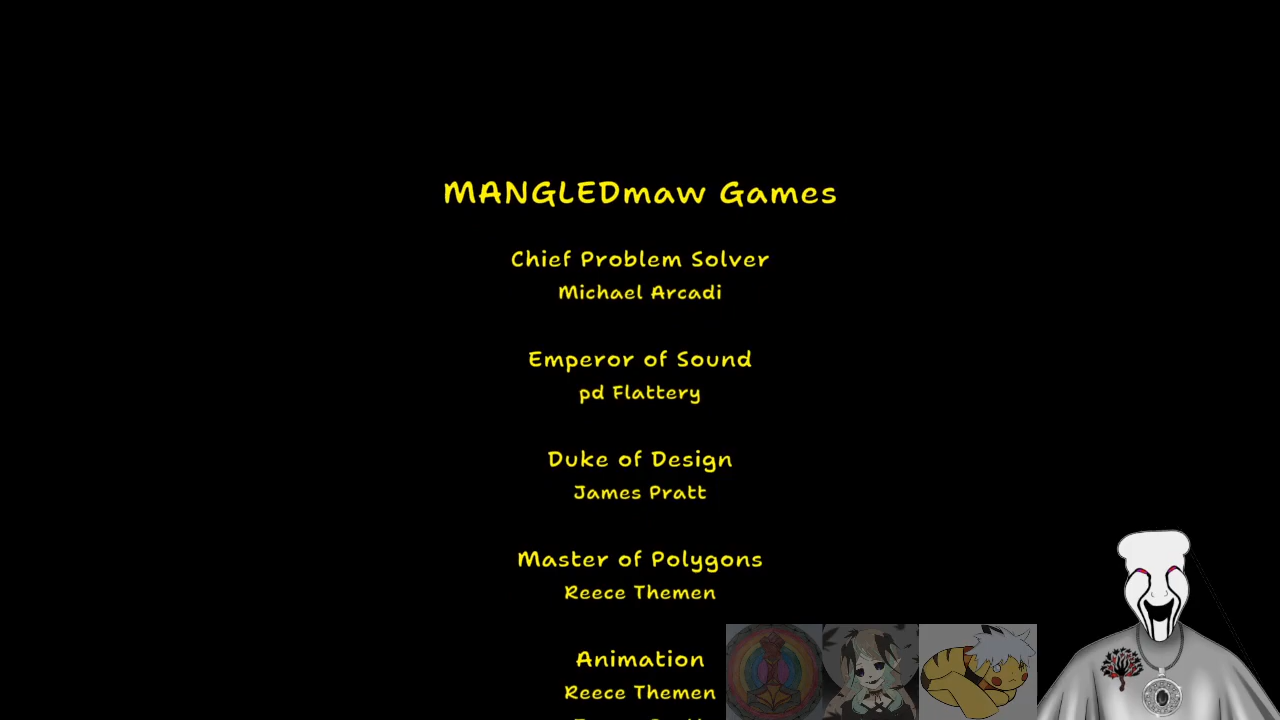 MANGLEDmaw Games
Chief Problem Solver
Michael Arcadi
Emperor of Sound
pd Flattery
Duke of Design
James Pratt
Master of Polygons
Reece Themen
Animation
Reece Themen